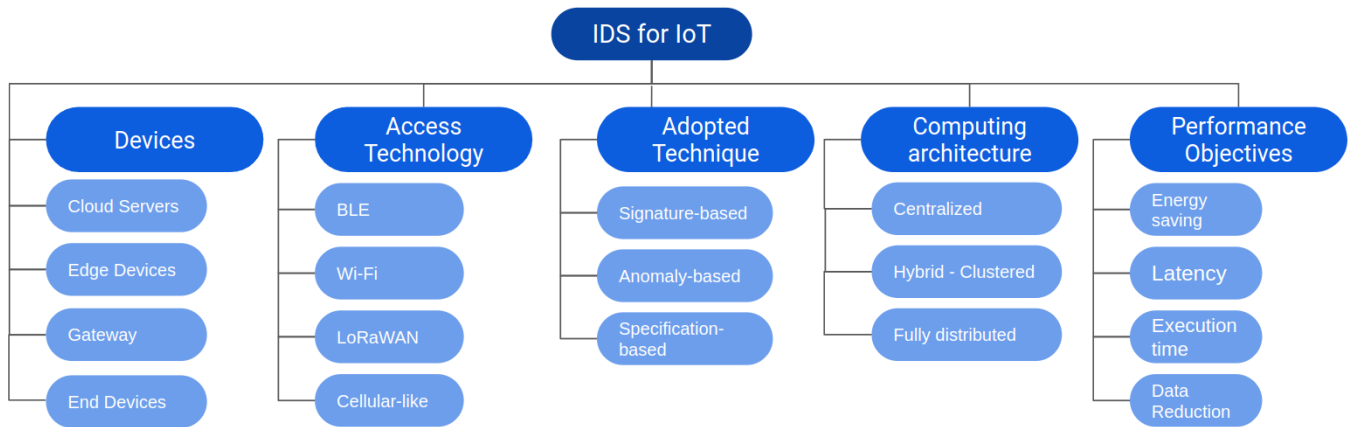 IDS for IoT
Devices
Cloud Servers
Edge Devices
Gateway
End Devices
Access
Technology
BLE
Wi-Fi
LoRaWAN
Cellular-like
Adopted
Technique
Signature-based
Anomaly-based
Specification-
based
Computing
architecture
Centralized
Hybrid - Clustered
Fully distributed
Performance
Objectives
Energy
saving
Latency
Execution
time
Data
Reduction